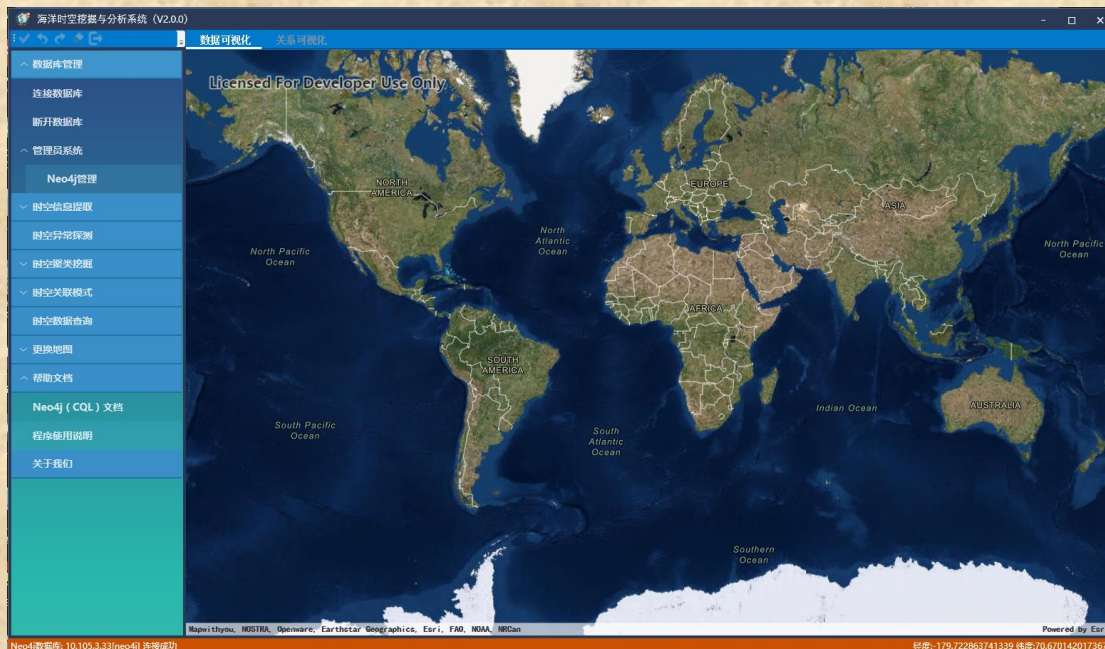 海洋时空挖掘与分析系统 (V2.0.0)
数据可视化
关系可视化
数据库管理
连接数据库
断开数据库
管理员系统
Neo4j管理
时空信息提取
时空异常探测
时空聚类挖掘
时空关联模式
时空数据查询
更换地图
帮助文档
Neo4j（CQL）文档
程序使用说明
关于我们
Licensed For Developer Use Only
NORTH
AMERICA
EUROPE
ASIA
North Pacific
Ocean
North
Atlantic
Ocean
North Pacific
Ocean
AFRICA
SOUTH
AMERICA
Indian Ocean
AUSTRALIA
South Pacific
Ocean
South
Atlantic
Ocean
Southern
Ocean
Mapwithyou, NOSTRA, Openware, Earthstar Geographics, Esri, FAO, NOAA, NRCan
Powered by Esr
Neo4j数据库: 10.105.3.33[neo4j] 连接成功!
经度:-179.722863741339 纬度:70.670142017367